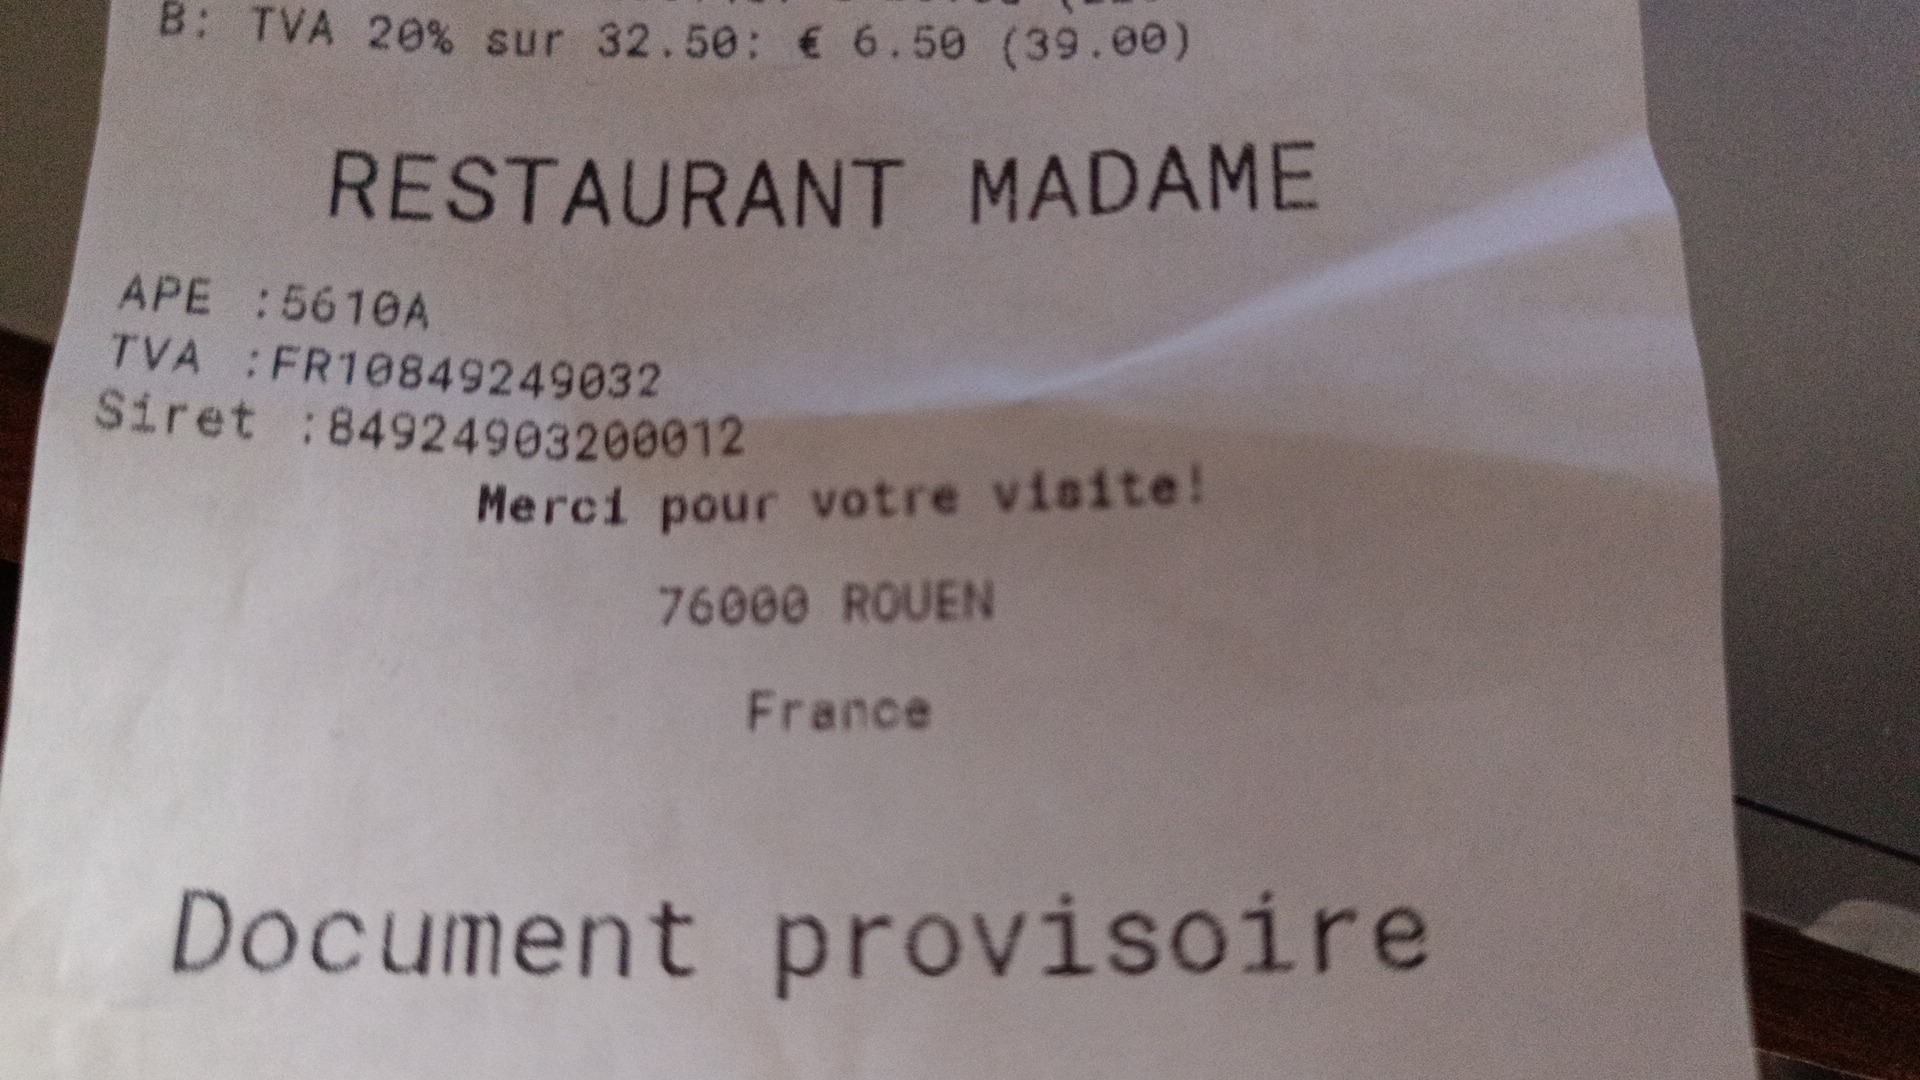 B: TVA 20% sur 32.50: € 6.50 (39.00)
RESTAURANT MADAME
APE :5610A
TVA :FR10849249032
Siret :84924903200012
Merci pour votre visite!
76000 ROUEN
France
Document provisoire